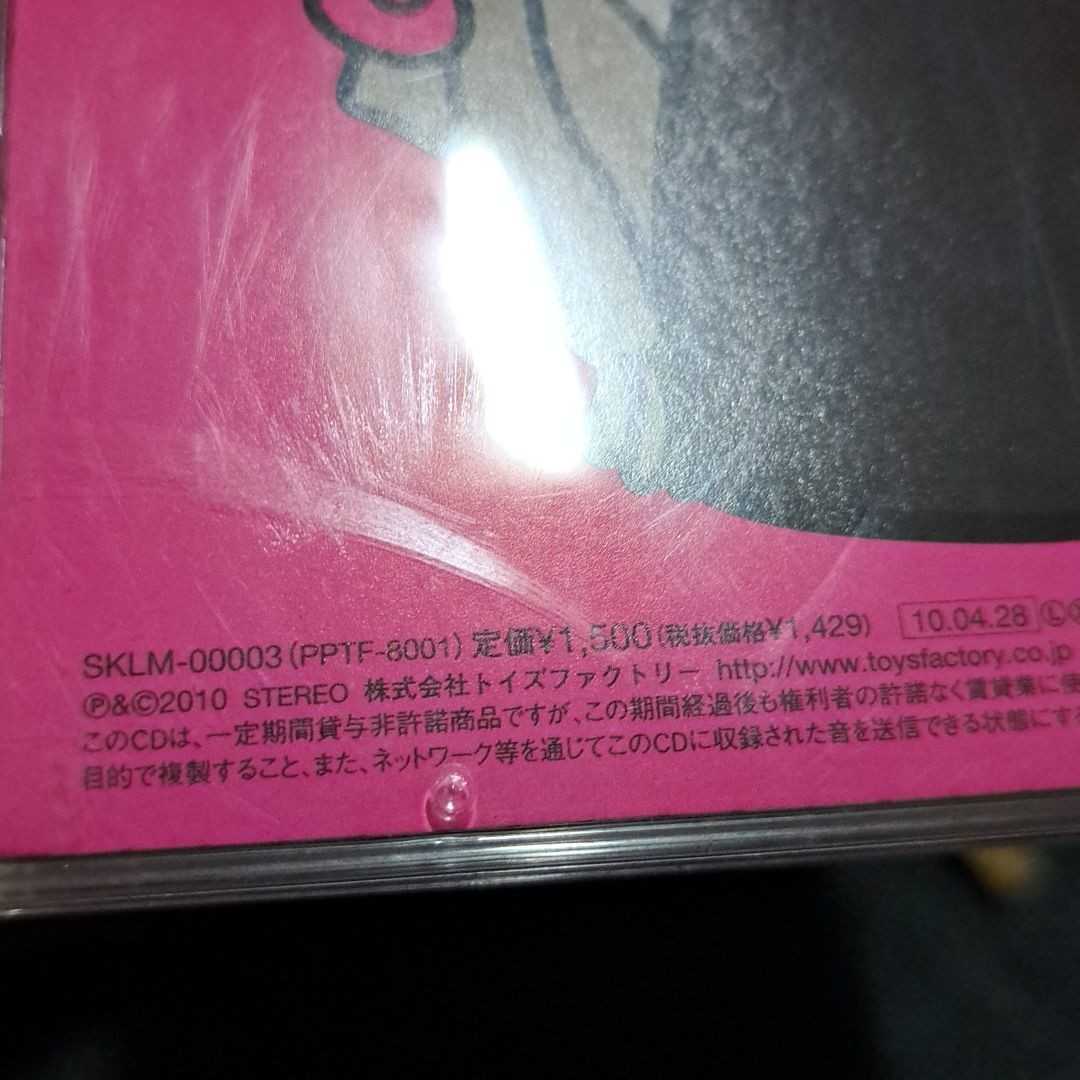 SKLM-00003 (PPTF-8001) 定価¥1,500(税抜価格¥1,429) 10.04.28 Ⓛ
Ⓟ&©2010 STEREO 株式会社トイズファクトリー http://www.toysfactory.co.jp
このCDは、一定期間貸与非許諾商品ですが、この期間経過後も権利者の許諾なく賃貸業に使
目的で複製すること、また、ネットワーク等を通じてこのCDに収録された音を送信できる状態にする